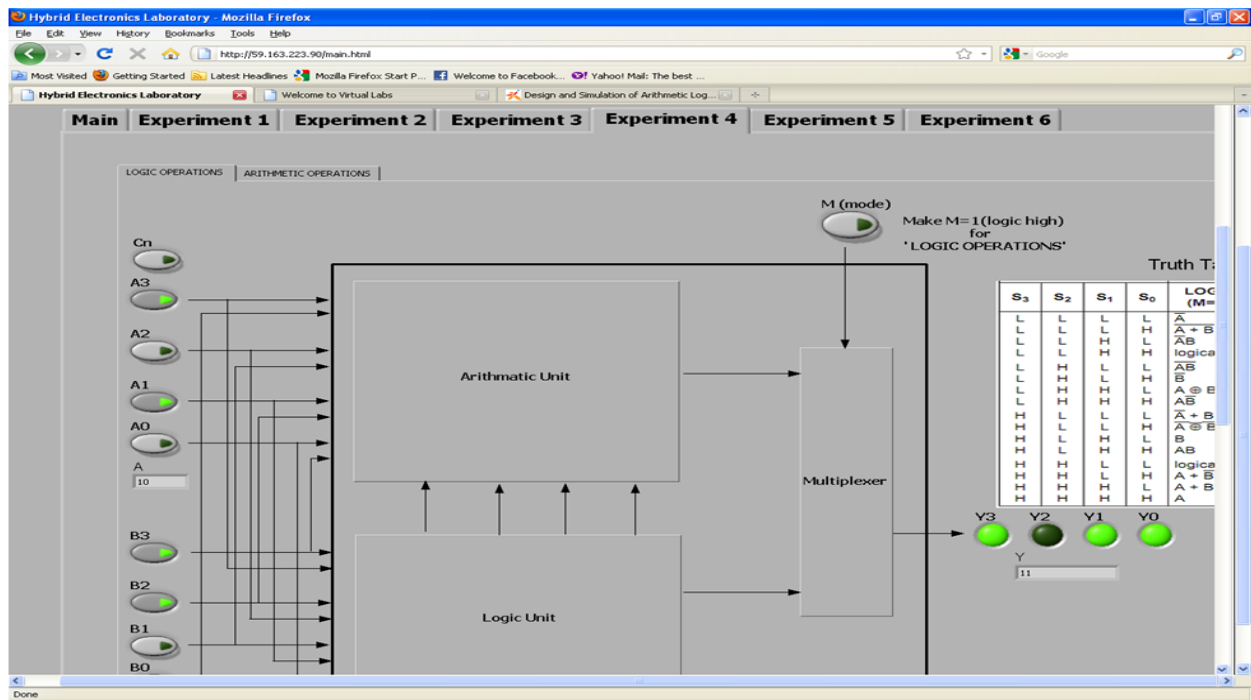 Hybrid Electronics Laboratory - Mozilla Firefox
File Edit View History Bookmarks Tools Help
http://59.163.223.90/main.html
Google
Most Visited Getting Started Latest Headlines Mozilla Firefox Start P... Welcome to Facebook... Yahoo! Mail: The best ...
Hybrid Electronics Laboratory Welcome to Virtual Labs Design and Simulation of Arithmetic Log...
Main Experiment 1 Experiment 2 Experiment 3 Experiment 4 Experiment 5 Experiment 6
LOGIC OPERATIONS ARITHMETIC OPERATIONS
M (mode)
Make M=1(logic high)
for
'LOGIC OPERATIONS'
Cn
A3
A2
A1
A0
A
10
B3
B2
B1
B0
Arithmatic Unit
Logic Unit
Multiplexer
Truth Ta
S₃ S₂ S₁ S₀ LOG
(M=
L L L L A̅
L L L H A̅ ̅+̅ ̅B̅
L L H L A̅B
L L H H logica
L H L L A̅B̅
L H L H B̅
L H H L A ⊕ B
L H H H AB̅
H L L L A̅ + B
H L L H A̅ ̅⊕̅ ̅B̅
H L H L B
H L H H AB
H H L L logica
H H L H A + B̅
H H H L A + B
H H H H A
Y3 Y2 Y1 Y0
Y
11
Done